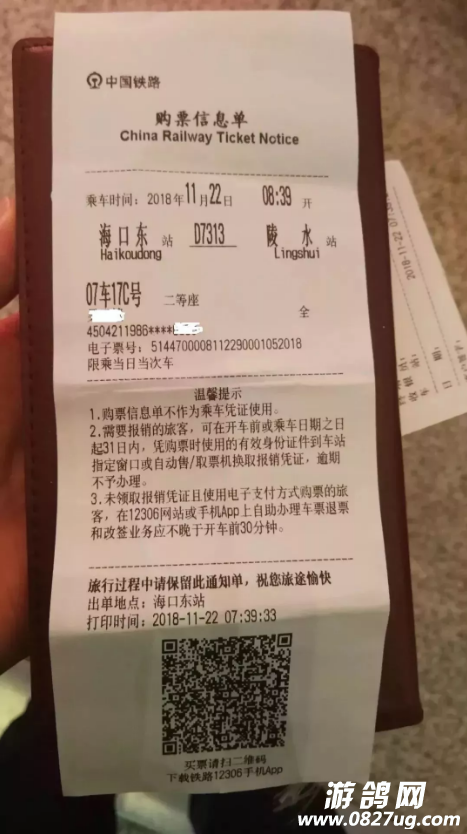 中国铁路
购票信息单
China Railway Ticket Notice
乘车时间：2018年11月22日 08:39 开
海口东 站 D7313 陵水 站
Haikoudong Lingshui
07车17C号 二等座 全
4504211986****
电子票号：5144700008112290001052018
限乘当日当次车
温馨提示
1.购票信息单不作为乘车凭证使用。
2.需要报销的旅客，可在开车前或乘车日期之日
起31日内，凭购票时使用的有效身份证件到车站
指定窗口或自动售/取票机换取报销凭证，逾期
不予办理。
3.未领取报销凭证且使用电子支付方式购票的旅
客，在12306网站或手机App上自助办理车票退票
和改签业务应不晚于开车前30分钟。
旅行过程中请保留此通知单，祝您旅途愉快
出单地点：海口东站
打印时间：2018-11-22 07:39:33
买票请扫二维码
下载铁路12306手机App
2018-11-22 07:
游鸽网
www.0827ug.com